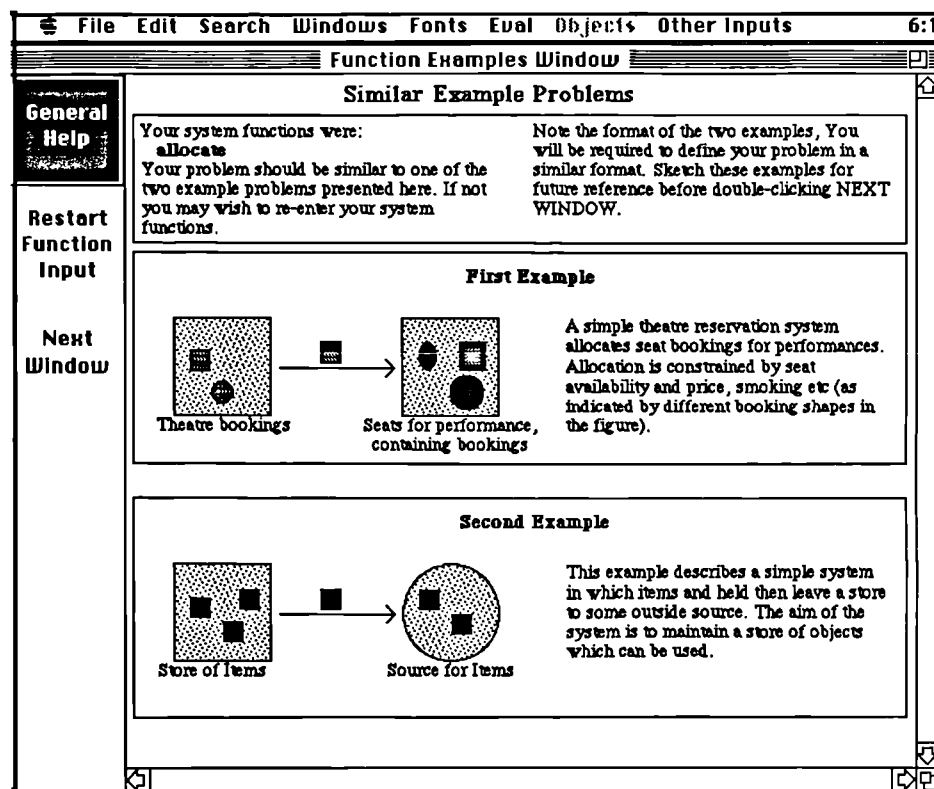 File Edit Search Windows Fonts Eval Objects Other Inputs 6:1
Function Examples Window
General
Help
Restart
Function
Input
Next
Window
Similar Example Problems
Your system functions were:
allocate
Your problem should be similar to one of the
two example problems presented here. If not
you may wish to re-enter your system
functions.
Note the format of the two examples, You
will be required to define your problem in a
similar format. Sketch these examples for
future reference before double-clicking NEXT
WINDOW.
First Example
Theatre bookings
Seats for performance,
containing bookings
A simple theatre reservation system
allocates seat bookings for performances.
Allocation is constrained by seat
availability and price, smoking etc (as
indicated by different booking shapes in
the figure).
Second Example
Store of Items
Source for Items
This example describes a simple system
in which items and held then leave a store
to some outside source. The aim of the
system is to maintain a store of objects
which can be used.